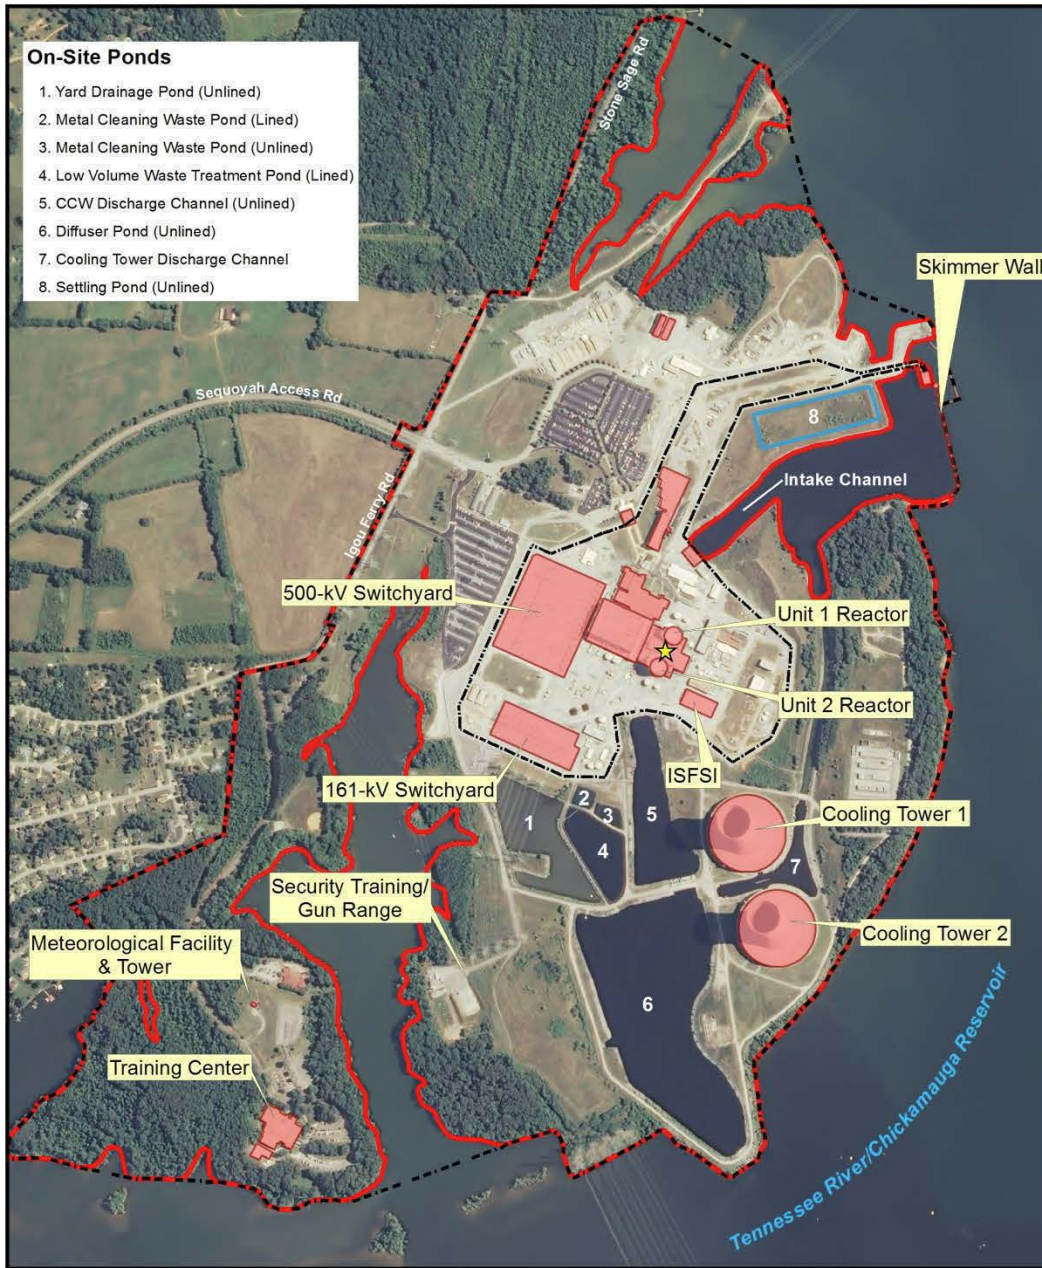 On-Site Ponds
1. Yard Drainage Pond (Unlined)
2. Metal Cleaning Waste Pond (Lined)
3. Metal Cleaning Waste Pond (Unlined)
4. Low Volume Waste Treatment Pond (Lined)
5. CCW Discharge Channel (Unlined)
6. Diffuser Pond (Unlined)
7. Cooling Tower Discharge Channel
8. Settling Pond (Unlined)
Stone Sage Rd
Skimmer Wall
Sequoyah Access Rd
8
Intake Channel
Igou Ferry Rd
500-kV Switchyard
Unit 1 Reactor
Unit 2 Reactor
ISFSI
161-kV Switchyard
2
3
1
5
4
Cooling Tower 1
7
Security Training/
Gun Range
Cooling Tower 2
Meteorological Facility
& Tower
6
Training Center
Tennessee River/Chickamauga Reservoir